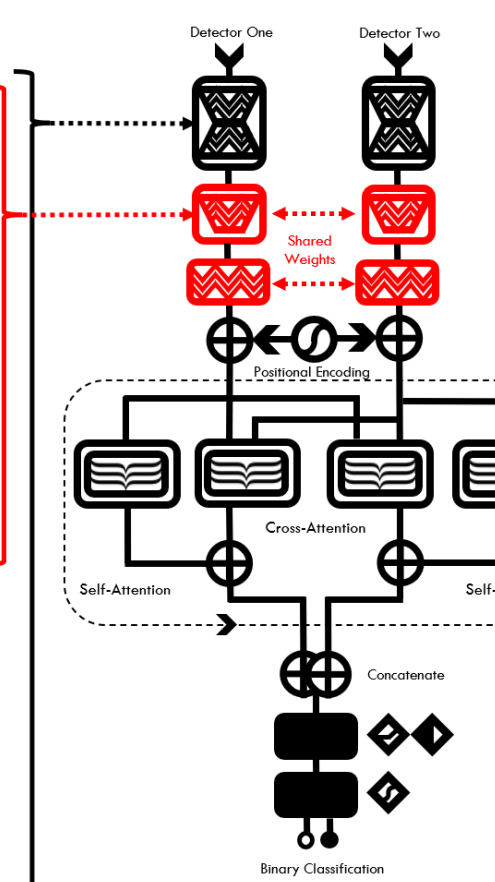 Detector One
Detector Two
Shared
Weights
Positional Encoding
Cross-Attention
Self-Attention
Self-
Concatenate
Binary Classification